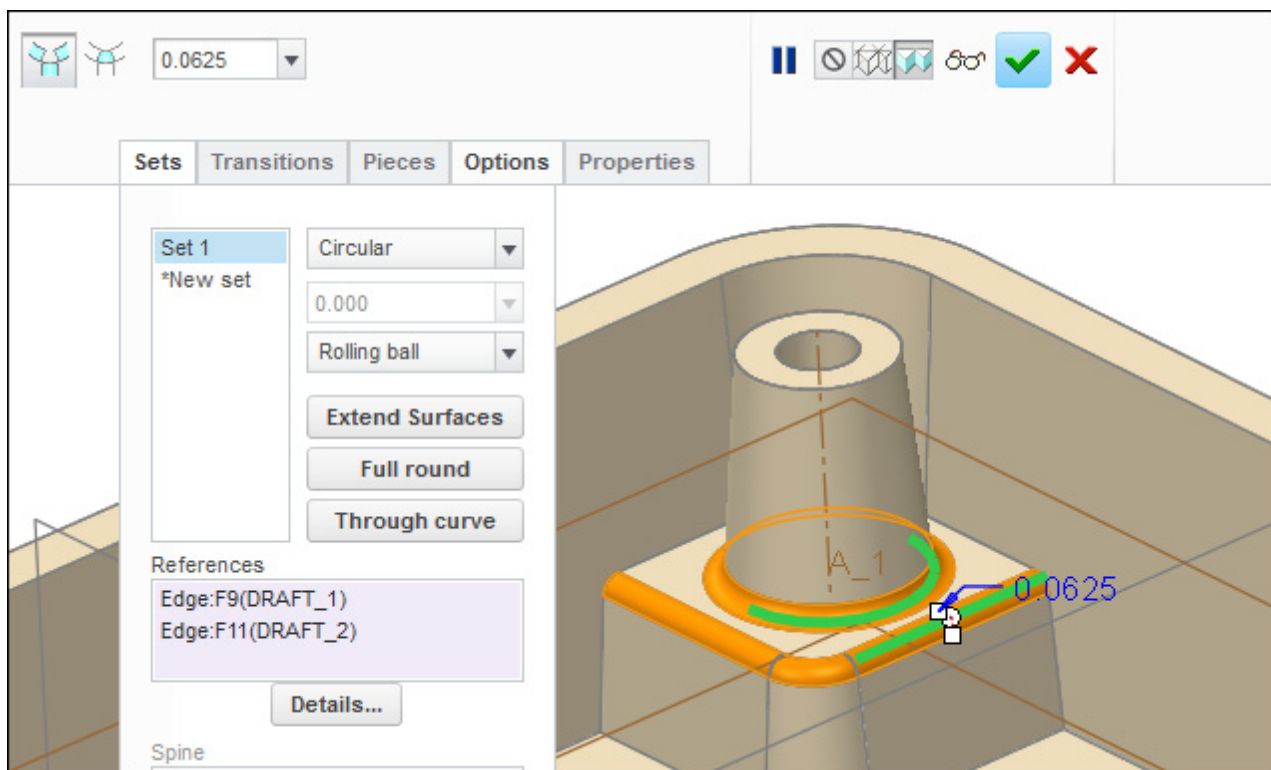 0.0625
Sets Transitions Pieces Options Properties
Set 1
*New set
Circular
0.000
Rolling ball
Extend Surfaces
Full round
Through curve
References
Edge:F9(DRAFT_1)
Edge:F11(DRAFT_2)
Details...
Spine
A_1
0.0625